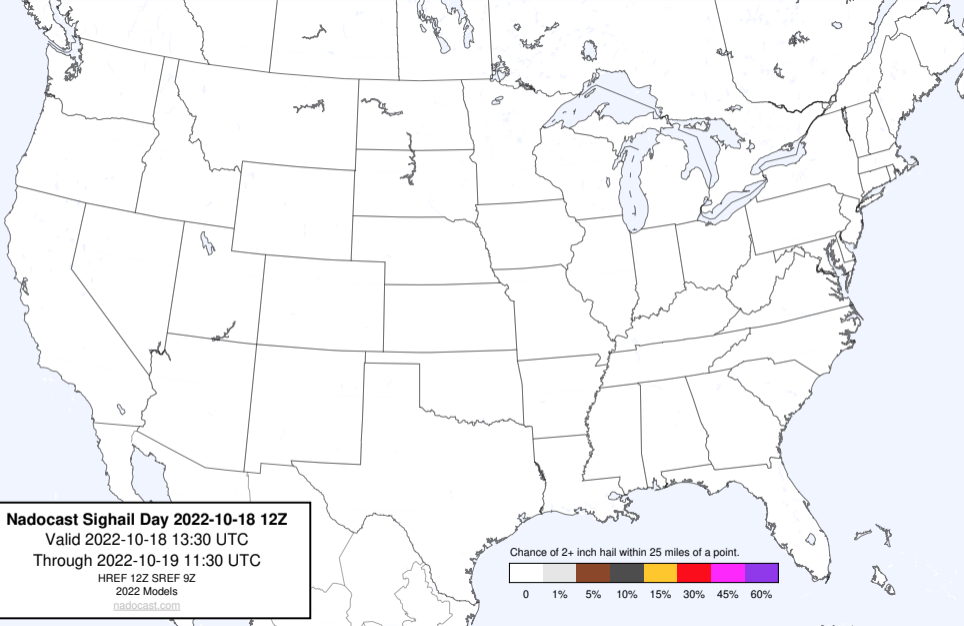 Nadocast Sighail Day 2022-10-18 12Z
Valid 2022-10-18 13:30 UTC
Through 2022-10-19 11:30 UTC
HREF 12Z SREF 9Z
2022 Models
nadocast.com
Chance of 2+ inch hail within 25 miles of a point.
0 1% 5% 10% 15% 30% 45% 60%